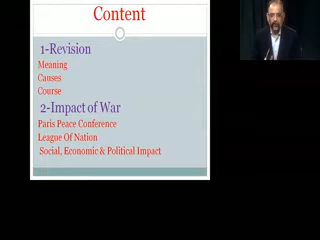 Content
1-Revision
Meaning
Causes
Course
2-Impact of War
Paris Peace Conference
League Of Nation
Social, Economic & Political Impact